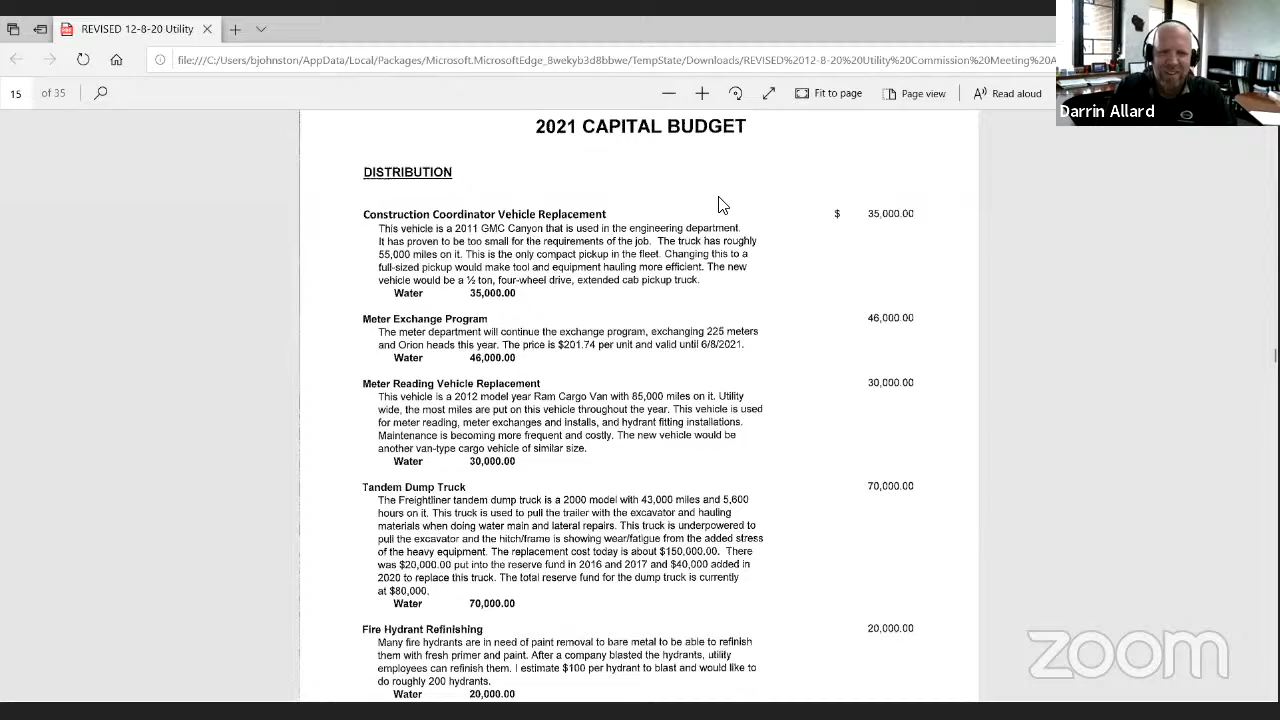 REVISED 12-8-20 Utility
file:///C:/Users/bjohnston/AppData/Local/Packages/Microsoft.MicrosoftEdge_8wekyb3d8bbwe/TempState/Downloads/REVISED%2012-8-20%20Utility%20Commission%20Meeting%20A
15 of 35
Fit to page
Page view
Read aloud
Darrin Allard
2021 CAPITAL BUDGET
DISTRIBUTION
Construction Coordinator Vehicle Replacement $ 35,000.00
This vehicle is a 2011 GMC Canyon that is used in the engineering department.
It has proven to be too small for the requirements of the job. The truck has roughly
55,000 miles on it. This is the only compact pickup in the fleet. Changing this to a
full-sized pickup would make tool and equipment hauling more efficient. The new
vehicle would be a ½ ton, four-wheel drive, extended cab pickup truck.
Water 35,000.00
Meter Exchange Program 46,000.00
The meter department will continue the exchange program, exchanging 225 meters
and Orion heads this year. The price is $201.74 per unit and valid until 6/8/2021.
Water 46,000.00
Meter Reading Vehicle Replacement 30,000.00
This vehicle is a 2012 model year Ram Cargo Van with 85,000 miles on it. Utility
wide, the most miles are put on this vehicle throughout the year. This vehicle is used
for meter reading, meter exchanges and installs, and hydrant fitting installations.
Maintenance is becoming more frequent and costly. The new vehicle would be
another van-type cargo vehicle of similar size.
Water 30,000.00
Tandem Dump Truck 70,000.00
The Freightliner tandem dump truck is a 2000 model with 43,000 miles and 5,600
hours on it. This truck is used to pull the trailer with the excavator and hauling
materials when doing water main and lateral repairs. This truck is underpowered to
pull the excavator and the hitch/frame is showing wear/fatigue from the added stress
of the heavy equipment. The replacement cost today is about $150,000.00. There
was $20,000.00 put into the reserve fund in 2016 and 2017 and $40,000 added in
2020 to replace this truck. The total reserve fund for the dump truck is currently
at $80,000.
Water 70,000.00
Fire Hydrant Refinishing 20,000.00
Many fire hydrants are in need of paint removal to bare metal to be able to refinish
them with fresh primer and paint. After a company blasted the hydrants, utility
employees can refinish them. I estimate $100 per hydrant to blast and would like to
do roughly 200 hydrants.
Water 20,000.00
zoom